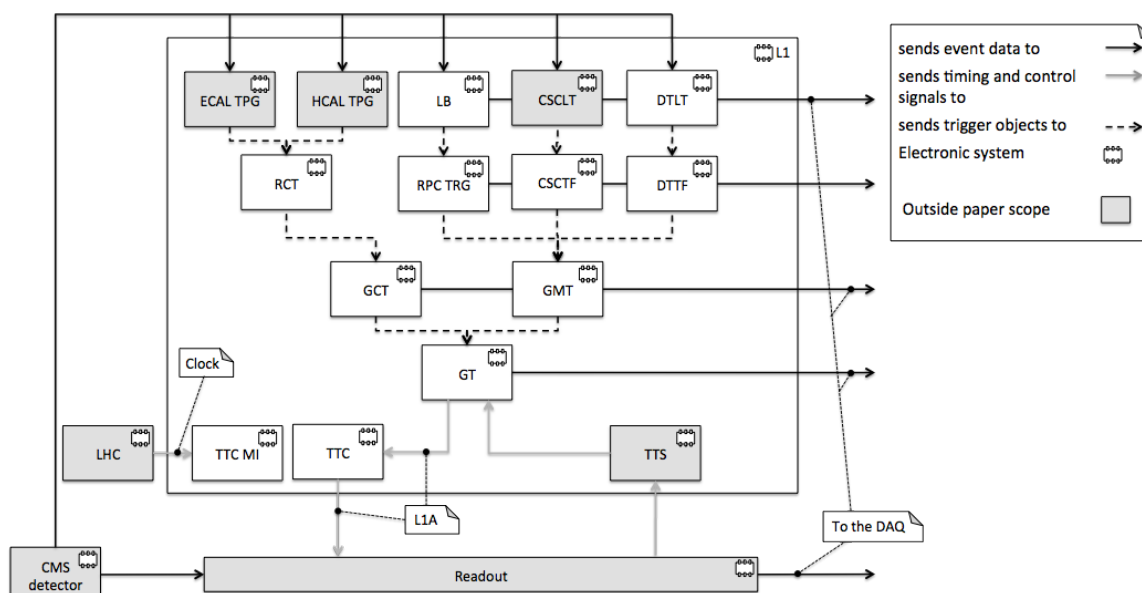 L1
sends event data to
sends timing and control
signals to
sends trigger objects to
Electronic system
Outside paper scope
ECAL TPG
HCAL TPG
LB
CSCLT
DTLT
RCT
RPC TRG
CSCTF
DTTF
GCT
GMT
Clock
GT
LHC
TTC MI
TTC
TTS
L1A
To the DAQ
CMS
detector
Readout